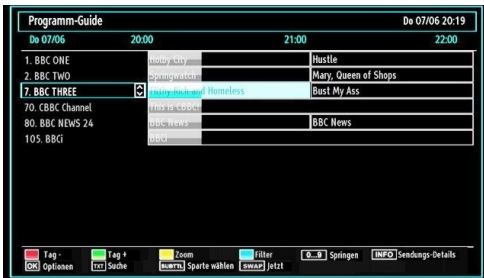 Programm-Guide Do 07/06 20:19
Do 07/06 20:00 21:00 22:00
1. BBC ONE Holby City Hustle
2. BBC TWO Springwatch Mary, Queen of Shops
7. BBC THREE Filthy Rich and Homeless Bust My Ass
70. CBBC Channel This is CBBC!
80. BBC NEWS 24 BBC News BBC News
105. BBCi BBCi
Tag - Tag + Zoom Filter 0...9 Springen INFO Sendungs-Details
OK Optionen TXT Suche SUBTTL Sparte wählen SWAP Jetzt